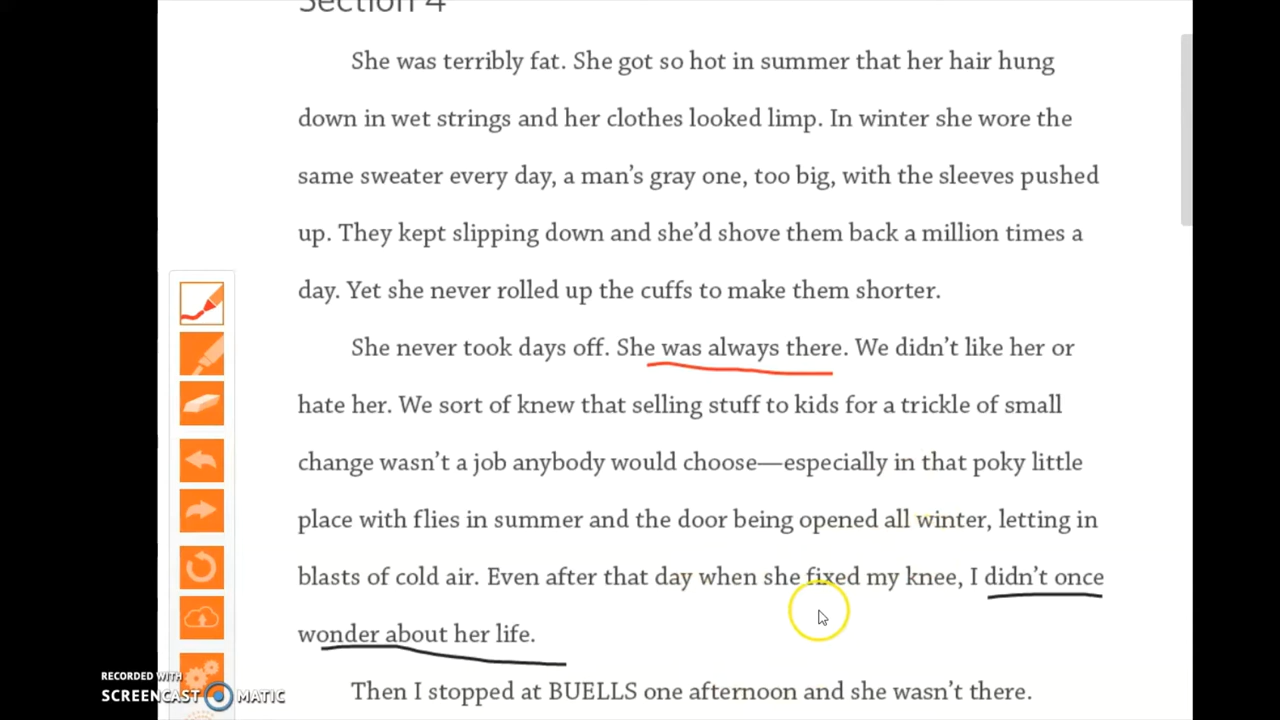 Section 4
She was terribly fat. She got so hot in summer that her hair hung
down in wet strings and her clothes looked limp. In winter she wore the
same sweater every day, a man’s gray one, too big, with the sleeves pushed
up. They kept slipping down and she’d shove them back a million times a
day. Yet she never rolled up the cuffs to make them shorter.
She never took days off. She was always there. We didn’t like her or
hate her. We sort of knew that selling stuff to kids for a trickle of small
change wasn’t a job anybody would choose—especially in that poky little
place with flies in summer and the door being opened all winter, letting in
blasts of cold air. Even after that day when she fixed my knee, I didn’t once
wonder about her life.
Then I stopped at BUELLS one afternoon and she wasn’t there.
RECORDED WITH
SCREENCAST MATIC